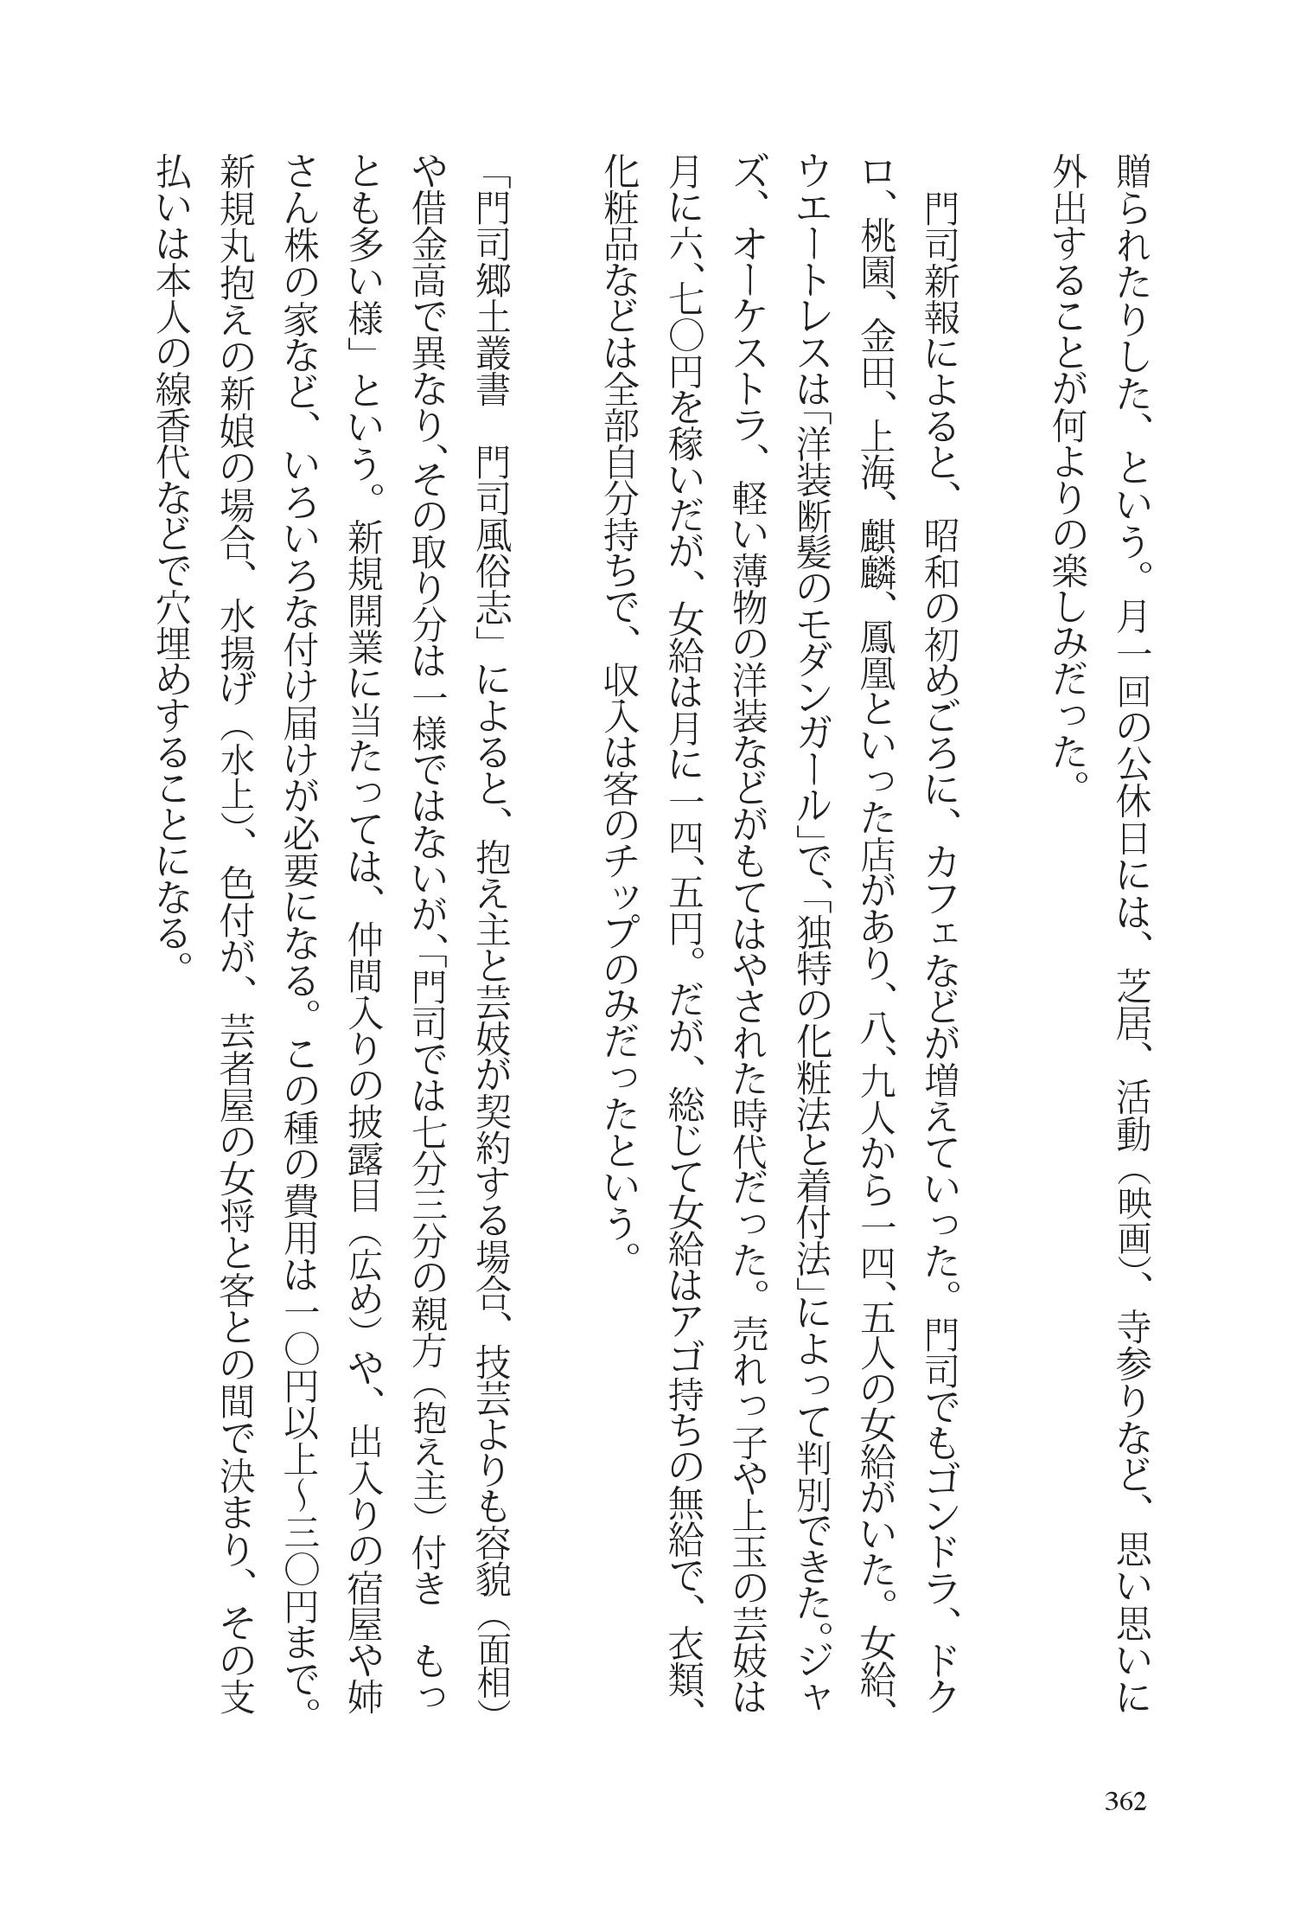 贈られたりした、という。月一回の公休日には、芝居、活動（映画）、寺参りなど、思い思いに
外出することが何よりの楽しみだった。
　門司新報によると、昭和の初めごろに、カフェなどが増えていった。門司でもゴンドラ、ドク
ロ、桃園、金田、上海、麒麟、鳳凰といった店があり、八、九人から一四、五人の女給がいた。女給、
ウエートレスは「洋装断髪のモダンガール」で、「独特の化粧法と着付法」によって判別できた。ジャ
ズ、オーケストラ、軽い薄物の洋装などがもてはやされた時代だった。売れっ子や上玉の芸妓は
月に六、七〇円を稼いだが、女給は月に一四、五円。だが、総じて女給はアゴ持ちの無給で、衣類、
化粧品などは全部自分持ちで、収入は客のチップのみだったという。
「門司郷土叢書　門司風俗志」によると、抱え主と芸妓が契約する場合、技芸よりも容貌（面相）
や借金高で異なり、その取り分は一様ではないが、「門司では七分三分の親方（抱え主）付き　もっ
とも多い様」という。新規開業に当たっては、仲間入りの披露目（広め）や、出入りの宿屋や姉
さん株の家など、いろいろな付け届けが必要になる。この種の費用は一〇円以上～三〇円まで。
新規丸抱えの新娘の場合、水揚げ（水上）、色付が、芸者屋の女将と客との間で決まり、その支
払いは本人の線香代などで穴埋めすることになる。
362